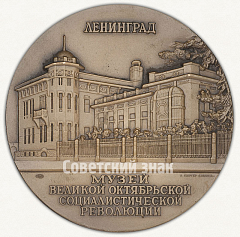 ЛЕНИНГРАД
Советский знак
МУЗЕЙ
ВЕЛИКОЙ ОКТЯБРЬСКОЙ
СОЦИАЛИСТИЧЕСКОЙ
РЕВОЛЮЦИИ